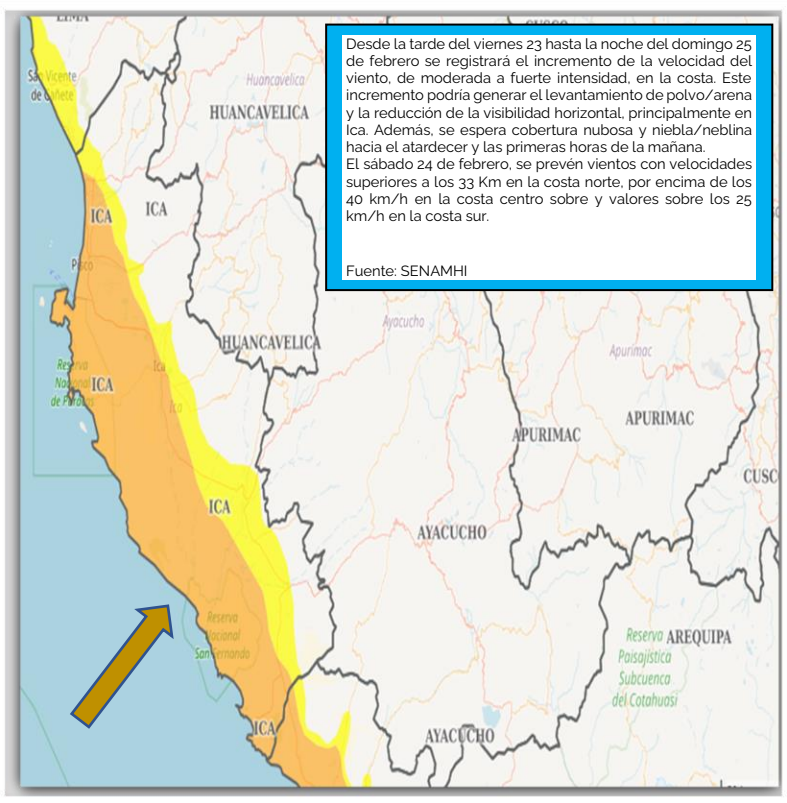 LIMA
CUSCO
Desde la tarde del viernes 23 hasta la noche del domingo 25
de febrero se registrará el incremento de la velocidad del
viento, de moderada a fuerte intensidad, en la costa. Este
incremento podría generar el levantamiento de polvo/arena
y la reducción de la visibilidad horizontal, principalmente en
Ica. Además, se espera cobertura nubosa y niebla/neblina
hacia el atardecer y las primeras horas de la mañana.
El sábado 24 de febrero, se prevén vientos con velocidades
superiores a los 33 Km en la costa norte, por encima de los
40 km/h en la costa centro sobre y valores sobre los 25
km/h en la costa sur.
Fuente: SENAMHI
San Vicente
de Cañete
Huancavelica
HUANCAVELICA
ICA
ICA
Pisco
Ayacucho
HUANCAVELICA
Apurimac
Reserva
Nacional
de Paracas
Ica
ICA
Ica
APURIMAC
APURIMAC
CUSC
ICA
AYACUCHO
Reserva
Nacional
San Fernando
Reserva
Paisajística
Subcuenca
del Cotahuasi
AREQUIPA
ICA
AYACUCHO